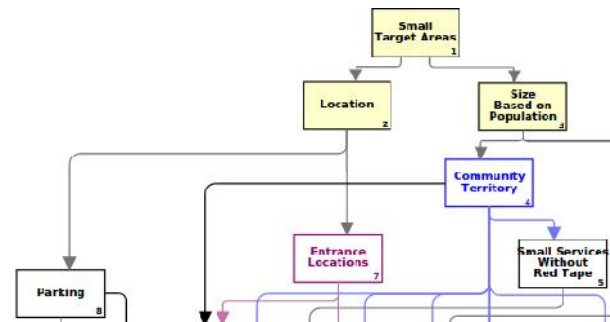 Small
Target Areas
1
Location
2
Size
Based on
Population
3
Community
Territory
4
Entrance
Locations
7
Small Services
Without
Red Tape
5
Parking
8